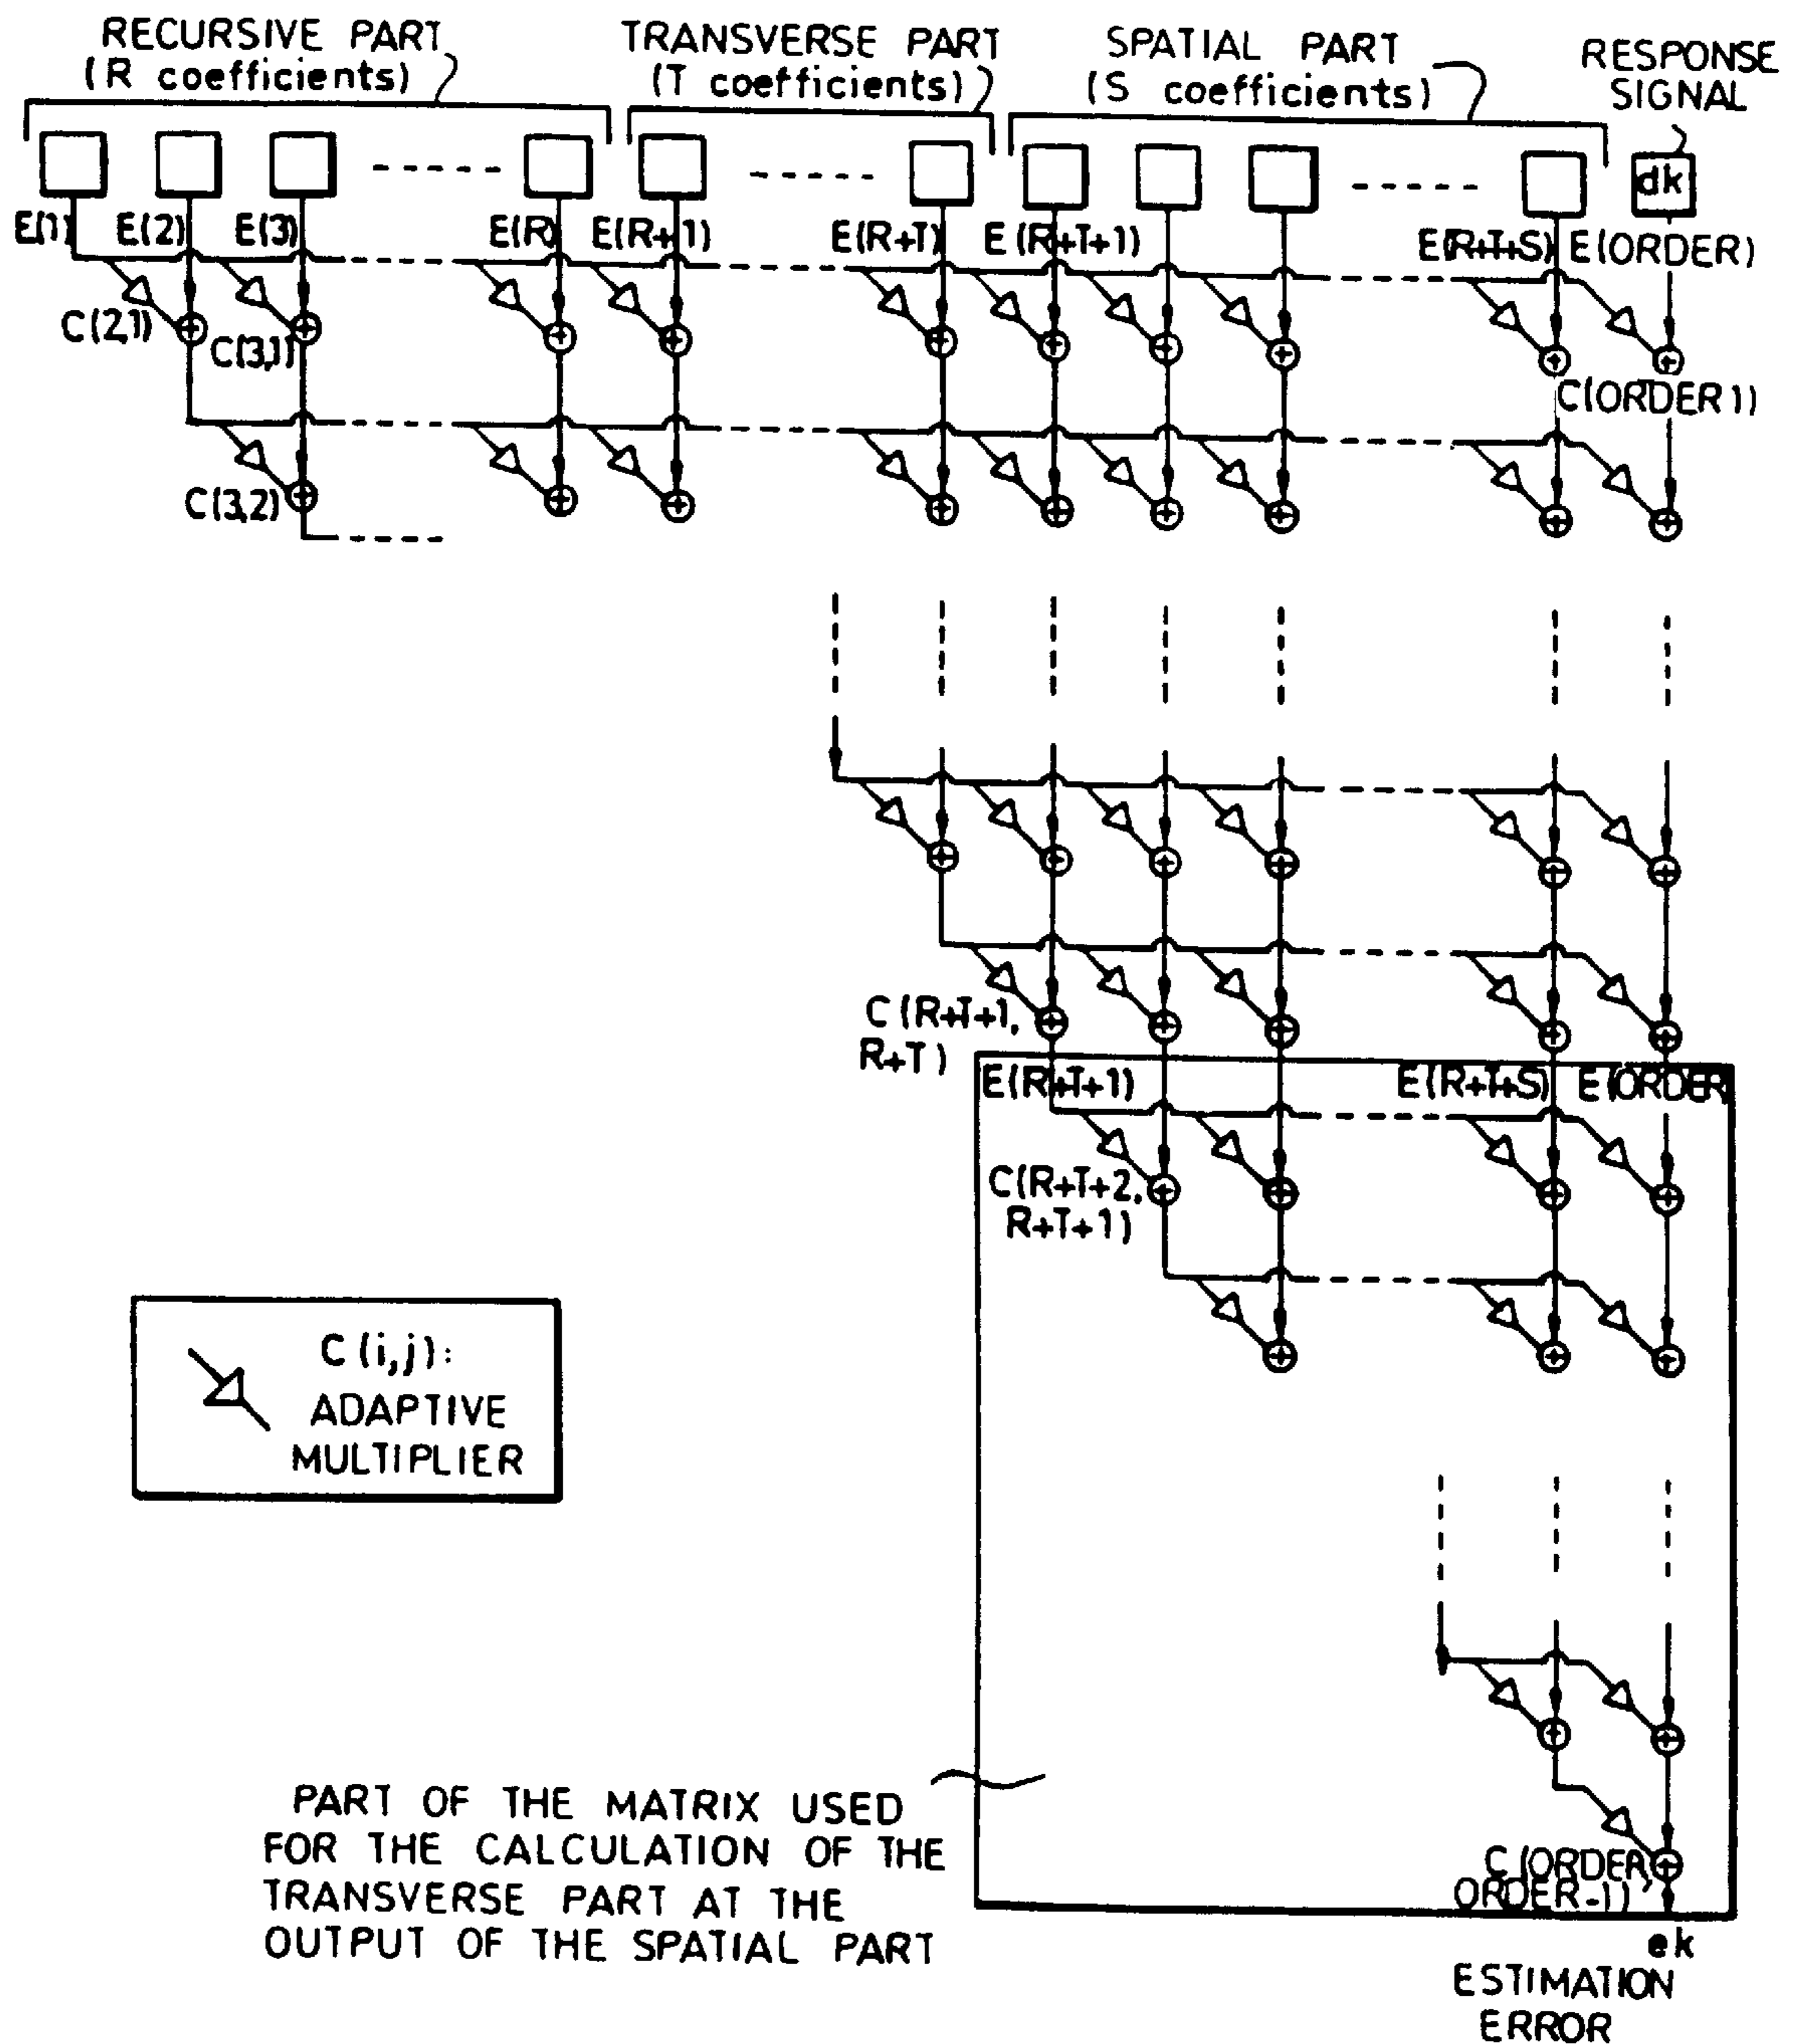 RECURSIVE PART
(R coefficients)
TRANSVERSE PART
(T coefficients)
SPATIAL PART
(S coefficients)
RESPONSE
SIGNAL
dk
E(1) E(2) E(3) E(R) E(R+1) E(R+T) E(R+T+1) E(R+T+S) E(ORDER)
C(2,1) C(3,1)
C(ORDER 1)
C(3,2)
C(R+T+1,
R+T)
E(R+T+1) E(R+T+S) E(ORDER
C(R+T+2,
R+T+1)
C(i,j):
ADAPTIVE
MULTIPLIER
PART OF THE MATRIX USED
FOR THE CALCULATION OF THE
TRANSVERSE PART AT THE
OUTPUT OF THE SPATIAL PART
C(ORDER,
ORDER-1)
ek
ESTIMATION
ERROR